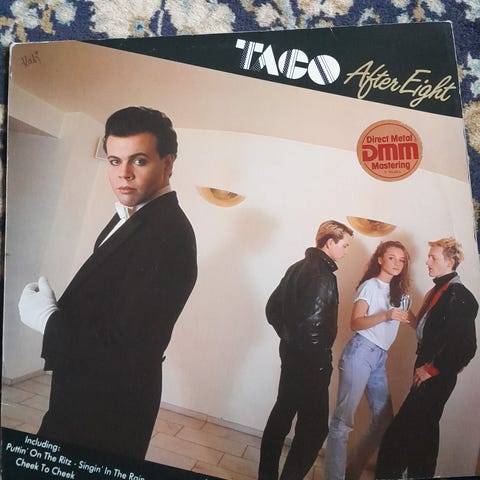 TACO
After Eight
Direct Metal
DMM
Mastering
Including:
Puttin' On The Ritz - Singin' In The Rain
Cheek To Cheek